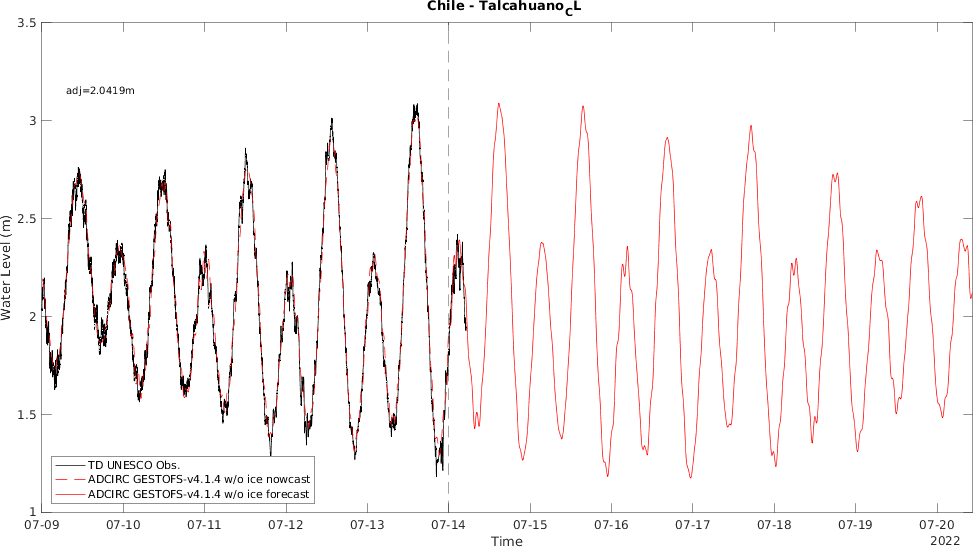 Chile - Talcahuano_CL
3.5
adj=2.0419m
3
2.5
Water Level (m)
2
1.5
TD UNESCO Obs.
ADCIRC GESTOFS-v4.1.4 w/o ice nowcast
ADCIRC GESTOFS-v4.1.4 w/o ice forecast
1
07-09 07-10 07-11 07-12 07-13 07-14 07-15 07-16 07-17 07-18 07-19 07-20
Time 2022